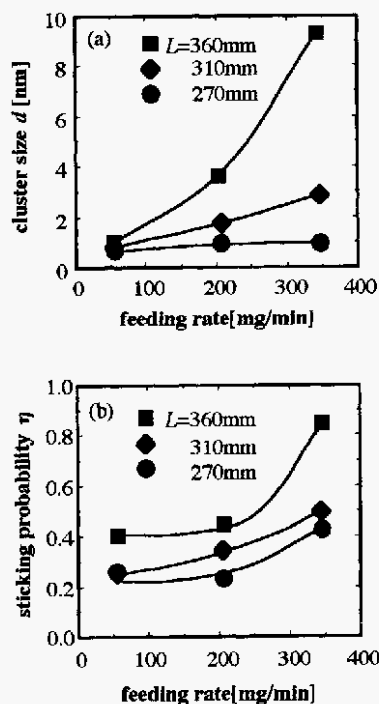 (a)
L=360mm
310mm
270mm
cluster size d [nm]
10
8
6
4
2
0
0 100 200 300 400
feeding rate[mg/min]
(b)
L=360mm
310mm
270mm
sticking probability η
1.0
0.8
0.6
0.4
0.2
0.0
0 100 200 300 400
feeding rate[mg/min]